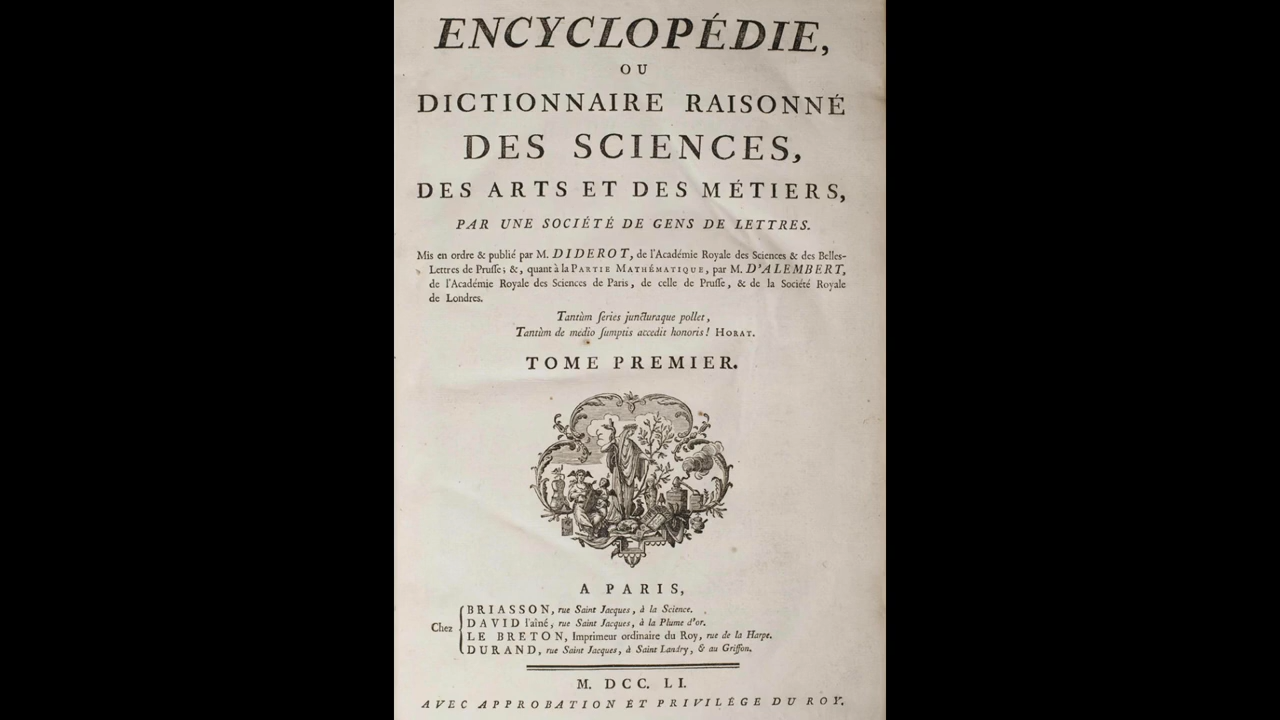 ENCYCLOPÉDIE,
OU
DICTIONNAIRE RAISONNÉ
DES SCIENCES,
DES ARTS ET DES MÉTIERS,
PAR UNE SOCIÉTÉ DE GENS DE LETTRES.
Mis en ordre & publié par M. DIDEROT, de l'Académie Royale des Sciences & des Belles-
Lettres de Pruſſe; &, quant à la PARTIE MATHÉMATIQUE, par M. D'ALEMBERT,
de l'Académie Royale des Sciences de Paris, de celle de Pruſſe, & de la Société Royale
de Londres.
Tantùm ſeries juncturaque pollet,
Tantùm de medio ſumptis accedit honoris! HORAT.
TOME PREMIER.
A PARIS,
Chez
BRIASSON, rue Saint Jacques, à la Science.
DAVID l'aîné, rue Saint Jacques, à la Plume d'or.
LE BRETON, Imprimeur ordinaire du Roy, rue de la Harpe.
DURAND, rue Saint Jacques, à Saint Landry, & au Griffon.
M. DCC. LI.
AVEC APPROBATION ET PRIVILÉGE DU ROY.